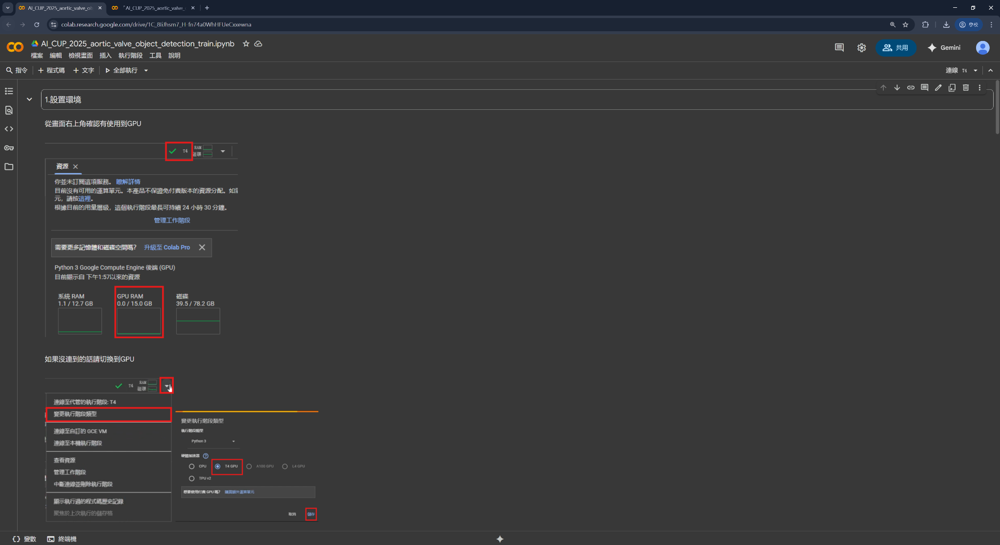 AI_CUP_2025_aortic_valve_ob
「AI_CUP_2025_aortic_valve_
colab.research.google.com/drive/1C_8IiJhsm7_H-fn74a0WhHFUeCxxewna
學校
AI_CUP_2025_aortic_valve_object_detection_train.ipynb
檔案 編輯 檢視畫面 插入 執行階段 工具 說明
共用
Gemini
指令 + 程式碼 + 文字 全部執行
連線 T4
1.設置環境
從畫面右上角確認有使用到GPU
T4 RAM
磁碟
資源
你並未訂閱這項服務。 瞭解詳情
目前沒有可用的運算單元。本產品不保證免付費版本的資源分配。如需
元，請按這裡。
根據目前的用量層級，這個執行階段最長可持續 24 小時 30 分鐘。
管理工作階段
需要更多記憶體和磁碟空間嗎? 升級至 Colab Pro
Python 3 Google Compute Engine 後端 (GPU)
目前顯示自 下午1:57以來的資源
系統 RAM
1.1 / 12.7 GB
GPU RAM
0.0 / 15.0 GB
磁碟
39.5 / 78.2 GB
如果沒連到的話請切換到GPU
T4 RAM
磁碟
連線至代管的執行階段: T4
變更執行階段類型
連線至自訂的 GCE VM
連線至本機執行階段
查看資源
管理工作階段
中斷連線並刪除執行階段
顯示執行過的程式碼歷史記錄
聚焦於上次執行的儲存格
變更執行階段類型
執行階段類型
Python 3
硬體加速器
CPU T4 GPU A100 GPU L4 GPU
TPU v2
想要使用付費 GPU 嗎? 購買額外運算單元
取消 儲存
變數 終端機